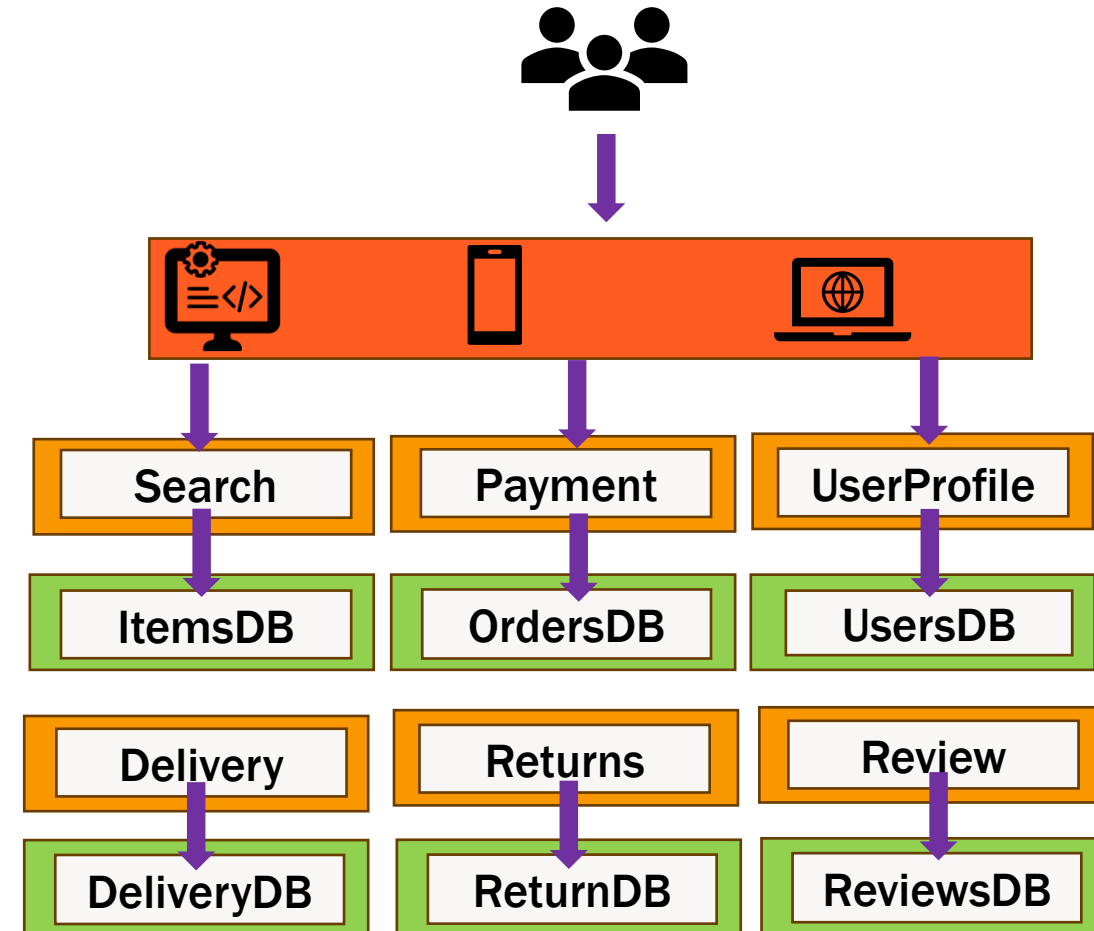 Search
Payment
UserProfile
ItemsDB
OrdersDB
UsersDB
Delivery
Returns
Review
DeliveryDB
ReturnDB
ReviewsDB